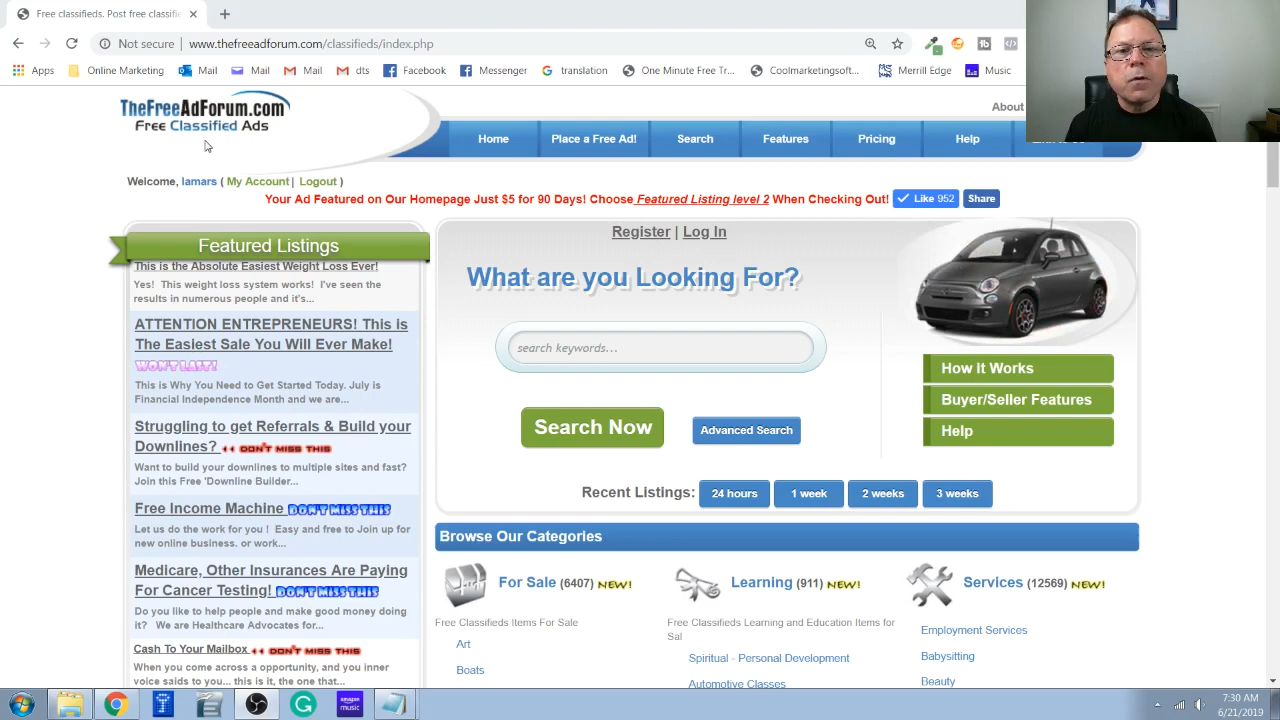 Free classifieds. Post free classifie
Not secure | www.thefreeadforum.com/classifieds/index.php
Apps Online Marketing Mail Mail Mail dts Facebook Messenger translation One Minute Free Tr... Coolmarketingsoft... Merrill Edge Music
TheFreeAdForum.com
Free Classified Ads
About
Home Place a Free Ad! Search Features Pricing Help
Welcome, lamars ( My Account | Logout )
Your Ad Featured on Our Homepage Just $5 for 90 Days! Choose Featured Listing level 2 When Checking Out! Like 952 Share
Featured Listings
This is the Absolute Easiest Weight Loss Ever!
Yes! This weight loss system works! I've seen the
results in numerous people and it's...
ATTENTION ENTREPRENEURS! This is
The Easiest Sale You Will Ever Make!
WON'T LAST!
This is Why You Need to Get Started Today. July is
Financial Independence Month and we are...
Struggling to get Referrals & Build your
Downlines? DON'T MISS THIS
Want to build your downlines to multiple sites and fast?
Join this Free 'Downline Builder...
Free Income Machine DON'T MISS THIS
Let us do the work for you ! Easy and free to Join up for
new online business. or work...
Medicare, Other Insurances Are Paying
For Cancer Testing! DON'T MISS THIS
Do you like to help people and make good money doing
it? We are Healthcare Advocates for...
Cash To Your Mailbox DON'T MISS THIS
When you come across a opportunity, and you inner
voice saids to you... this is it, the one that...
Register | Log In
What are you Looking For?
search keywords...
Search Now Advanced Search
How it Works
Buyer/Seller Features
Help
Recent Listings: 24 hours 1 week 2 weeks 3 weeks
Browse Our Categories
For Sale (6407) NEW!
Free Classifieds Items For Sale
Art
Boats
Learning (911) NEW!
Free Classifieds Learning and Education Items for
Sal
Spiritual - Personal Development
Automotive Classes
Services (12569) NEW!
Employment Services
Babysitting
Beauty
7:30 AM
6/21/2019